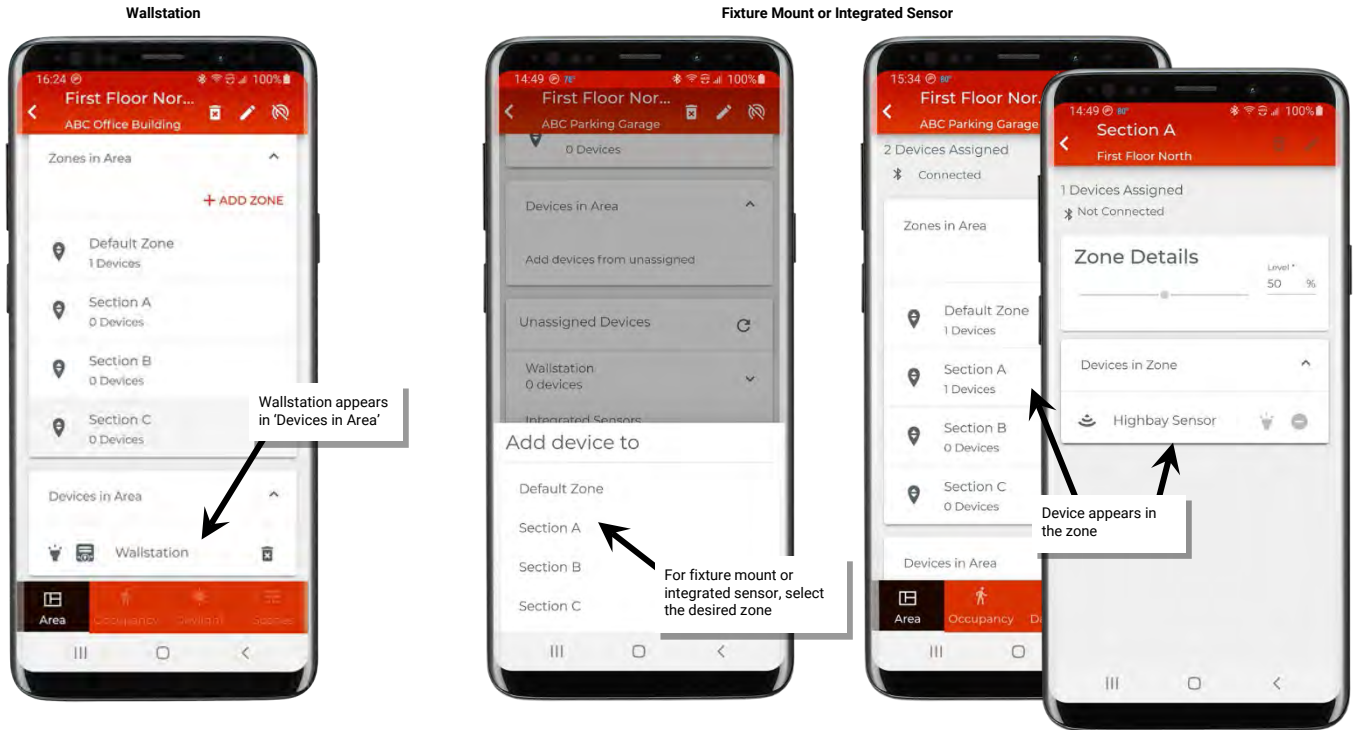 Wallstation
Fixture Mount or Integrated Sensor
16:24 100%
First Floor Nor...
ABC Office Building
Zones in Area
+ ADD ZONE
Default Zone
1 Devices
Section A
0 Devices
Section B
0 Devices
Section C
0 Devices
Wallstation appears
in ‘Devices in Area’
Devices in Area
Wallstation
Area Occupancy Daylight Scenes
14:49 78° 100%
First Floor Nor...
ABC Parking Garage
0 Devices
Devices in Area
Add devices from unassigned
Unassigned Devices
Wallstation
0 devices
Integrated Sensors
Add device to
Default Zone
Section A
Section B
Section C
For fixture mount or
integrated sensor, select
the desired zone
15:34 80°
First Floor Nor.
ABC Parking Garage
2 Devices Assigned
Connected
Zones in Area
Default Zone
1 Devices
Section A
1 Devices
Section B
0 Devices
Section C
0 Devices
Devices in Area
Area Occupancy
14:49 80° 100%
Section A
First Floor North
1 Devices Assigned
Not Connected
Zone Details
Level *
50 %
Devices in Zone
Highbay Sensor
Device appears in
the zone